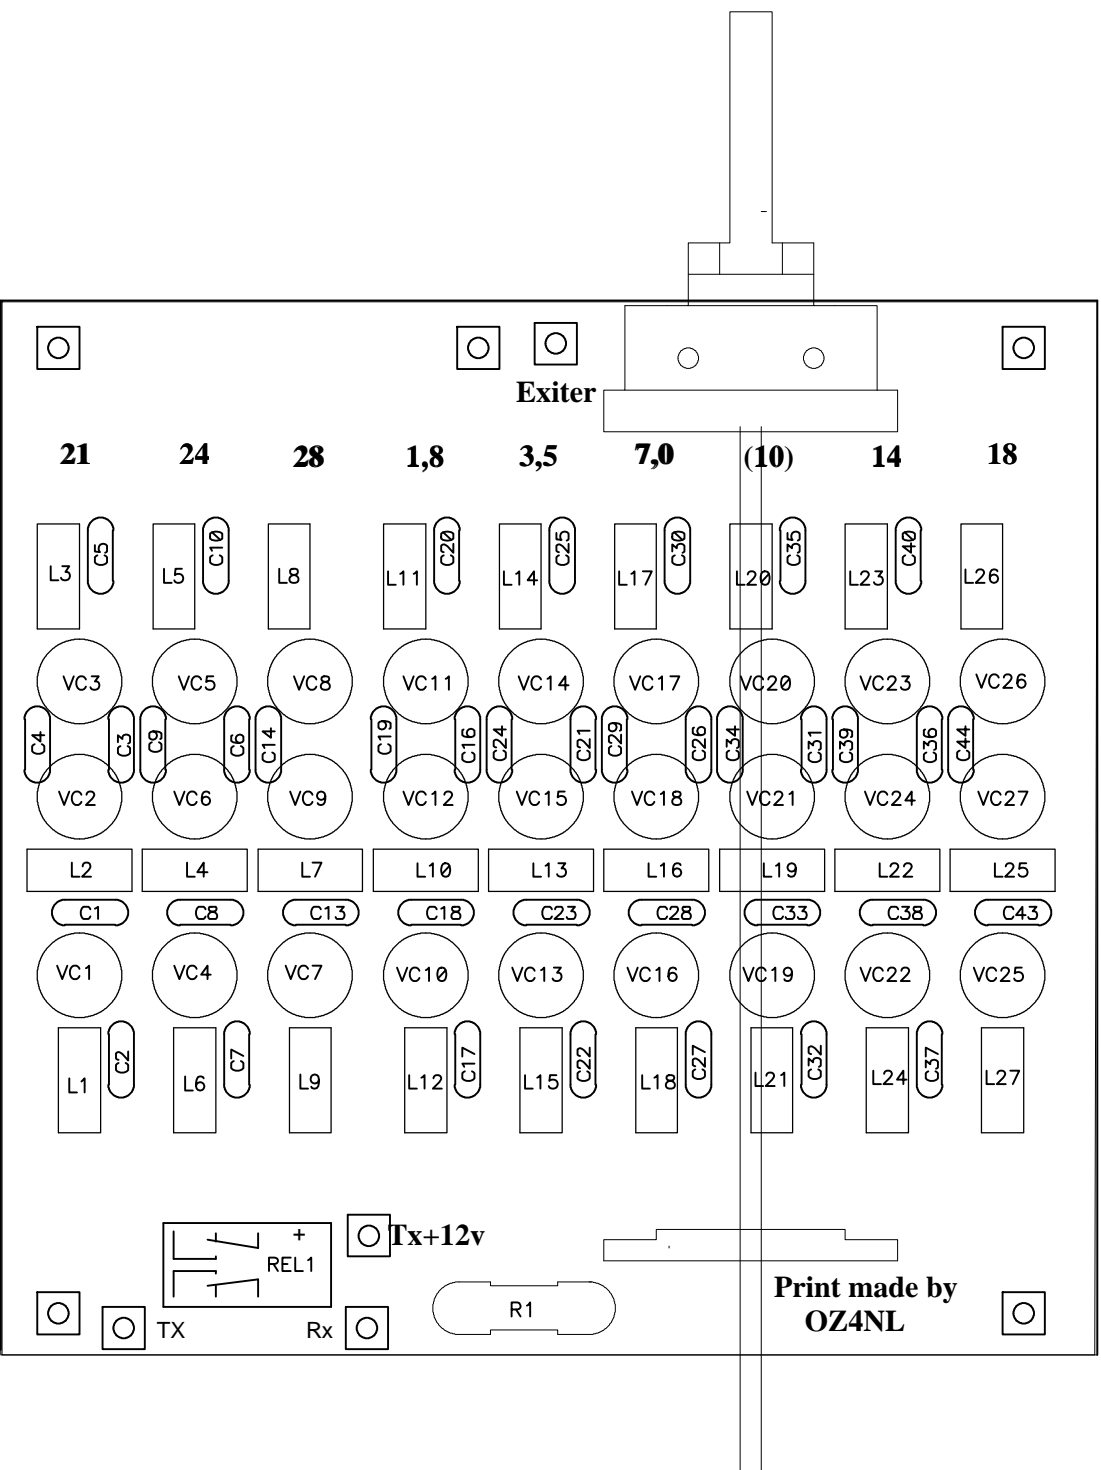 Exiter
21 24 28 1,8 3,5 7,0 (10) 14 18
L3 C5 L5 C10 L8 L11 C20 L14 C25 L17 C30 L20 C35 L23 C40 L26
VC3 VC5 VC8 VC11 VC14 VC17 VC20 VC23 VC26
C4 C3 C9 C6 C14 C19 C16 C24 C21 C29 C26 C34 C31 C39 C36 C44
VC2 VC6 VC9 VC12 VC15 VC18 VC21 VC24 VC27
L2 L4 L7 L10 L13 L16 L19 L22 L25
C1 C8 C13 C18 C23 C28 C33 C38 C43
VC1 VC4 VC7 VC10 VC13 VC16 VC19 VC22 VC25
L1 C2 L6 C7 L9 L12 C17 L15 C22 L18 C27 L21 C32 L24 C37 L27
+ Tx+12v
REL1
Print made by
R1
OZ4NL
TX Rx